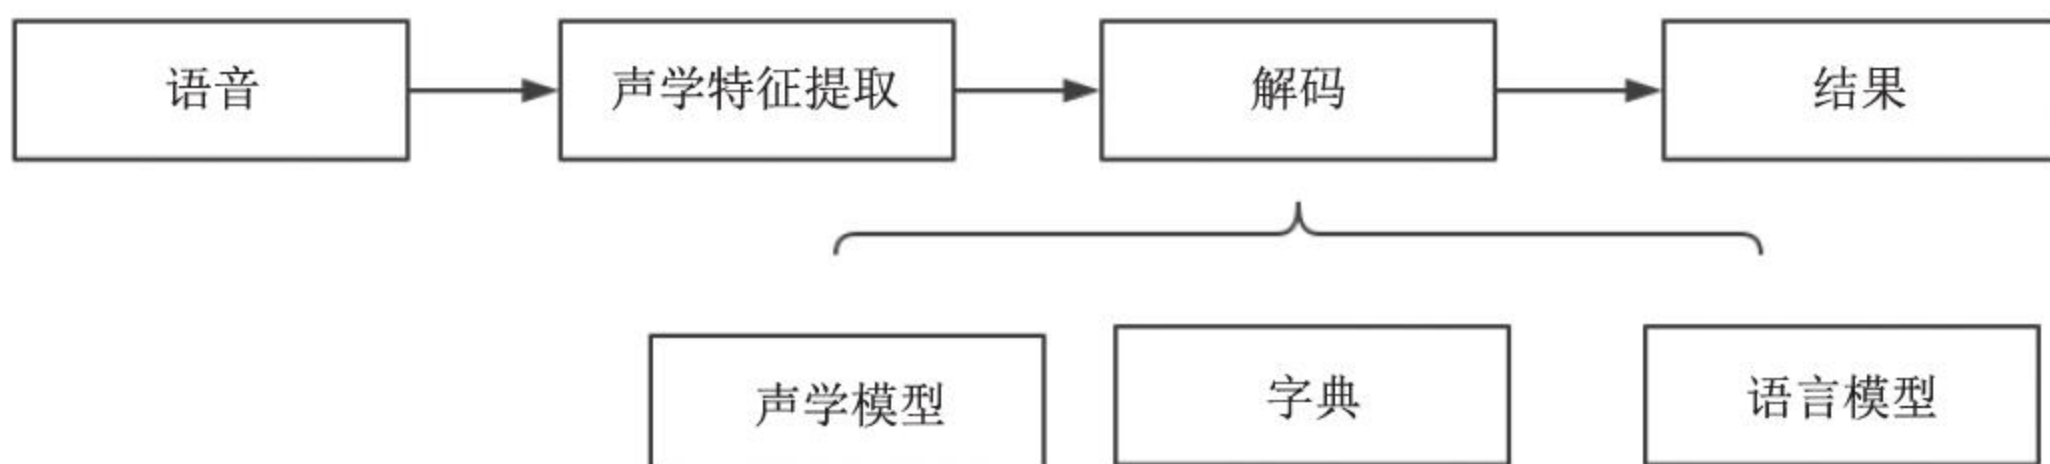 语音
声学特征提取
解码
结果
声学模型
字典
语言模型